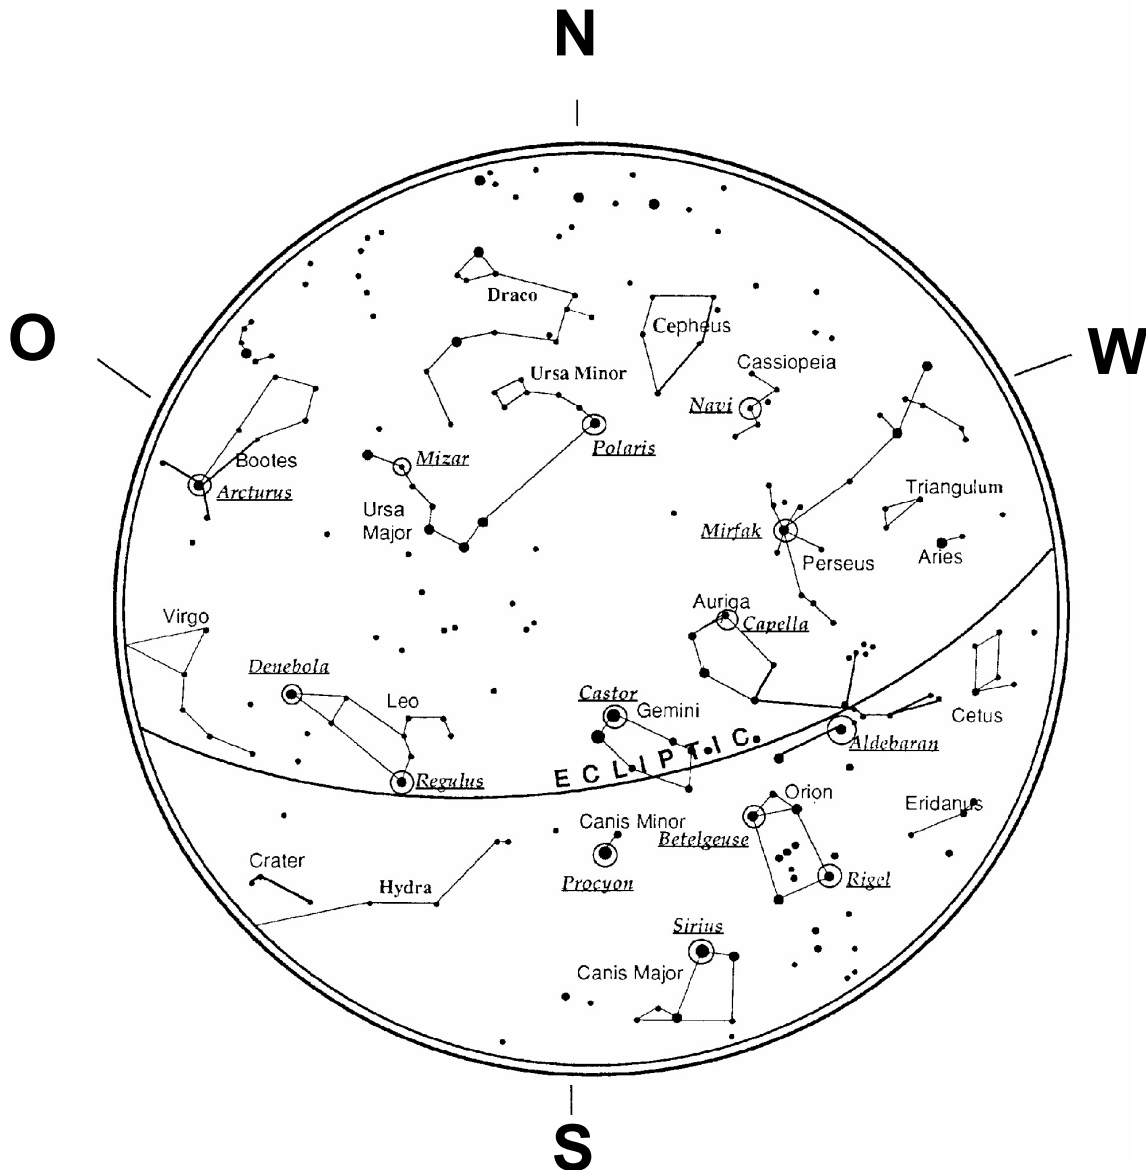 N
O
W
Draco
Cepheus
Ursa Minor
Cassiopeia
Navi
Polaris
Bootes
Mizar
Arcturus
Ursa
Major
Triangulum
Mirfak
Perseus
Aries
Virgo
Auriga
Capella
Denebola
Leo
Castor
Gemini
Cetus
Aldebaran
ECLIPTIC
Regulus
Orion
Eridanus
Canis Minor
Betelgeuse
Crater
Hydra
Procyon
Rigel
Sirius
Canis Major
S